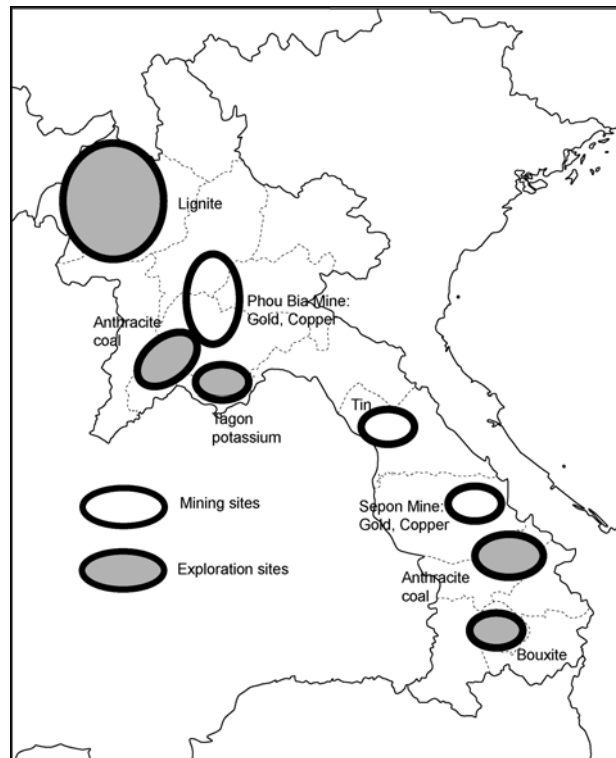 Lignite
Phou Bia Mine:
Gold, Copper
Anthracite
coal
Tagon
potassium
Tin
Mining sites
Sepon Mine:
Gold, Copper
Exploration sites
Anthracite
coal
Bouxite